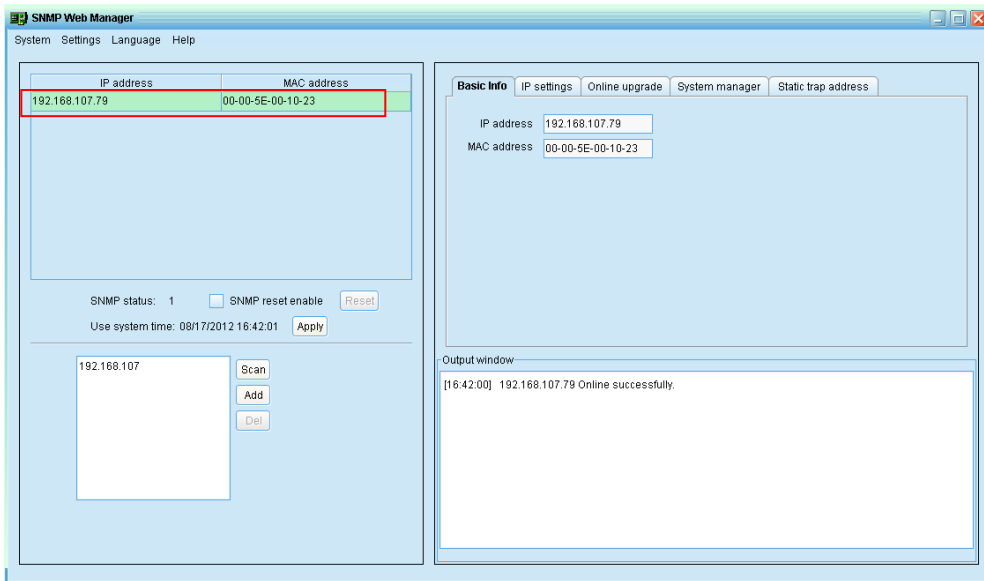 SNMP Web Manager
System Settings Language Help
IP address MAC address
192.168.107.79 00-00-5E-00-10-23
SNMP status: 1 SNMP reset enable Reset
Use system time: 08/17/2012 16:42:01 Apply
192.168.107
Scan
Add
Del
Basic Info IP settings Online upgrade System manager Static trap address
IP address 192.168.107.79
MAC address 00-00-5E-00-10-23
Output window
[16:42:00] 192.168.107.79 Online successfully.